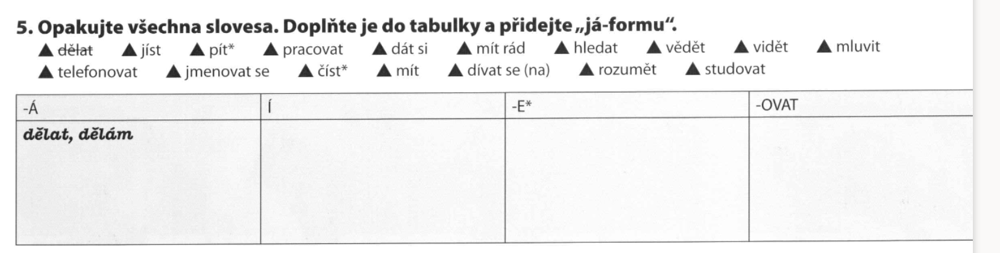 5. Opakujte všechna slovesa. Doplňte je do tabulky a přidejte „já-formu“.
▲ dělat ▲ jíst ▲ pít* ▲ pracovat ▲ dát si ▲ mít rád ▲ hledat ▲ vědět ▲ vidět ▲ mluvit
▲ telefonovat ▲ jmenovat se ▲ číst* ▲ mít ▲ dívat se (na) ▲ rozumět ▲ studovat
-Á Í -E* -OVAT
dělat, dělám